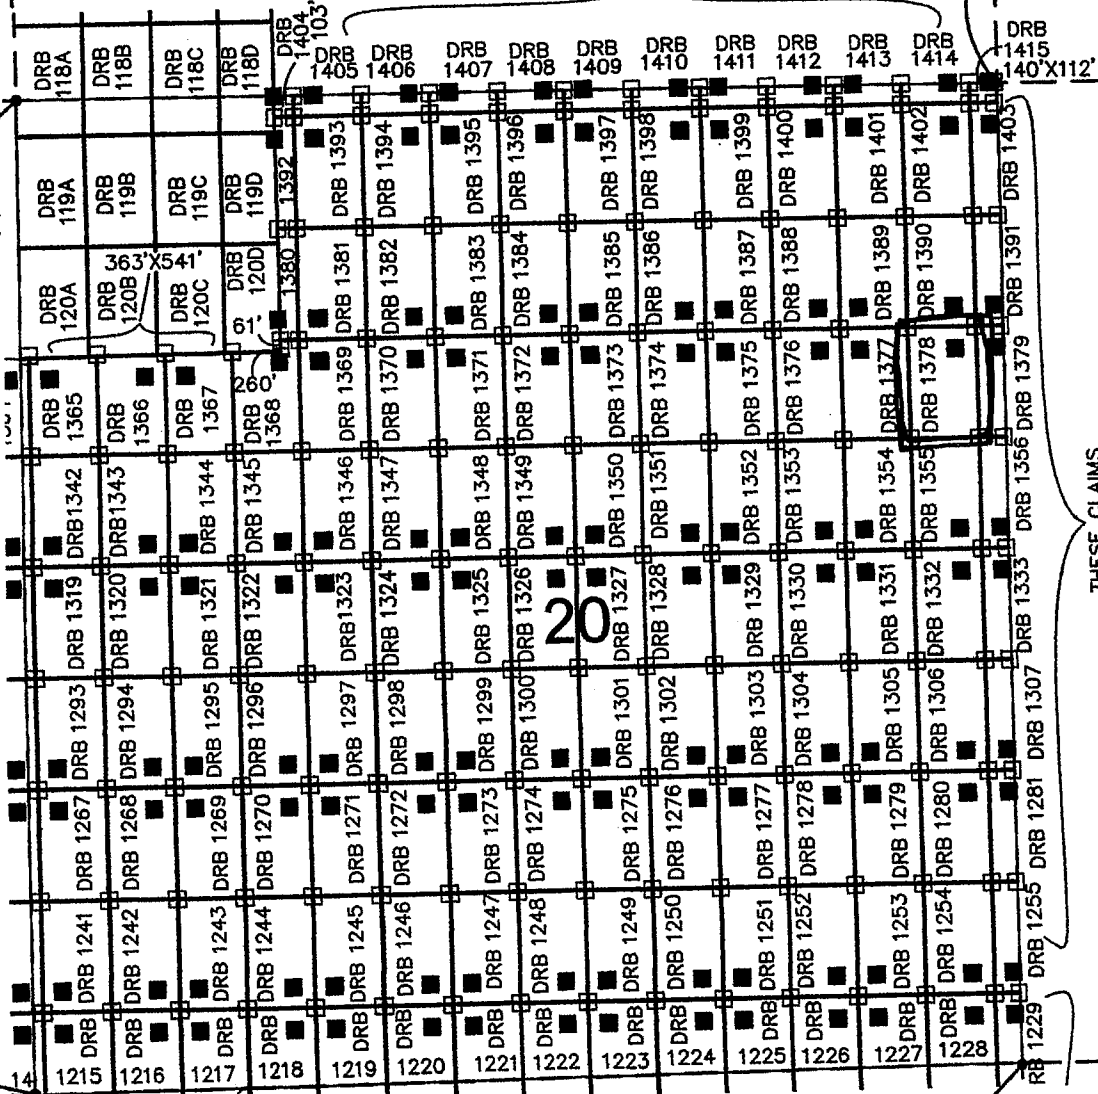 DRB 118A
DRB 118B
DRB 118C
DRB 118D
DRB 1404
103'
DRB 1405
DRB 1406
DRB 1407
DRB 1408
DRB 1409
DRB 1410
DRB 1411
DRB 1412
DRB 1413
DRB 1414
DRB 1415
140'X112'
DRB 119A
DRB 119B
DRB 119C
DRB 119D
1392
DRB 1393
DRB 1394
DRB 1395
DRB 1396
DRB 1397
DRB 1398
DRB 1399
DRB 1400
DRB 1401
DRB 1402
DRB 1403
363'X541'
DRB 120A
DRB 120B
DRB 120C
DRB 120D
1380
DRB 1381
DRB 1382
DRB 1383
DRB 1384
DRB 1385
DRB 1386
DRB 1387
DRB 1388
DRB 1389
DRB 1390
DRB 1391
61'
260'
DRB 1365
DRB 1366
DRB 1367
DRB 1368
DRB 1369
DRB 1370
DRB 1371
DRB 1372
DRB 1373
DRB 1374
DRB 1375
DRB 1376
DRB 1377
DRB 1378
DRB 1379
DRB1342
DRB1343
DRB 1344
DRB 1345
DRB 1346
DRB 1347
DRB 1348
DRB 1349
DRB 1350
DRB 1351
DRB 1352
DRB 1353
DRB 1354
DRB 1355
DRB 1356
THESE CLAIMS
DRB 1319
DRB 1320
DRB 1321
DRB 1322
DRB1323
DRB 1324
DRB 1325
DRB 1326
20
DRB 1327
DRB 1328
DRB 1329
DRB 1330
DRB 1331
DRB 1332
DRB 1333
DRB 1293
DRB 1294
DRB 1295
DRB 1296
DRB 1297
DRB 1298
DRB 1299
DRB 1300
DRB 1301
DRB 1302
DRB 1303
DRB 1304
DRB 1305
DRB 1306
DRB 1307
DRB 1267
DRB 1268
DRB 1269
DRB 1270
DRB 1271
DRB 1272
DRB 1273
DRB 1274
DRB 1275
DRB 1276
DRB 1277
DRB 1278
DRB 1279
DRB 1280
DRB 1281
DRB 1241
DRB 1242
DRB 1243
DRB 1244
DRB 1245
DRB 1246
DRB 1247
DRB 1248
DRB 1249
DRB 1250
DRB 1251
DRB 1252
DRB 1253
DRB 1254
DRB 1255
14
DRB 1215
DRB 1216
DRB 1217
DRB 1218
DRB 1219
DRB 1220
DRB 1221
DRB 1222
DRB 1223
DRB 1224
DRB 1225
DRB 1226
DRB 1227
DRB 1228
RB 1229